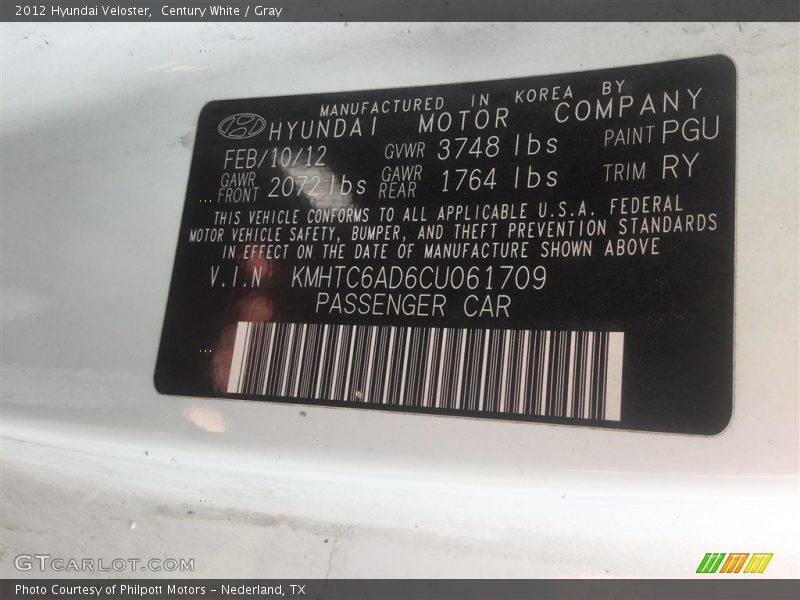 2012 Hyundai Veloster,  Century White / Gray
MANUFACTURED IN KOREA BY
HYUNDAI MOTOR COMPANY
FEB/10/12 GVWR 3748 lbs PAINT PGU
GAWR FRONT 2072 lbs GAWR REAR 1764 lbs TRIM RY
THIS VEHICLE CONFORMS TO ALL APPLICABLE U.S.A. FEDERAL
MOTOR VEHICLE SAFETY, BUMPER, AND THEFT PREVENTION STANDARDS
IN EFFECT ON THE DATE OF MANUFACTURE SHOWN ABOVE
V.I.N KMHTC6AD6CU061709
PASSENGER CAR
GTCARLOT.COM
Photo Courtesy of Philpott Motors - Nederland, TX